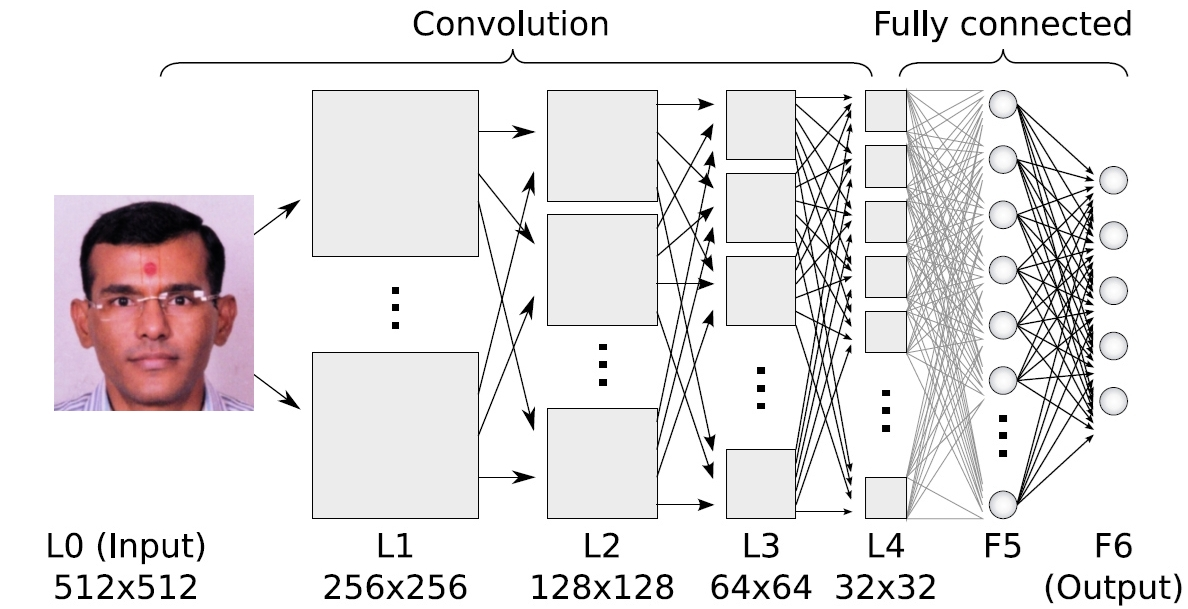 Convolution
Fully connected
L0 (Input)
512x512
L1
256x256
L2
128x128
L3
64x64
L4
32x32
F5
F6
(Output)